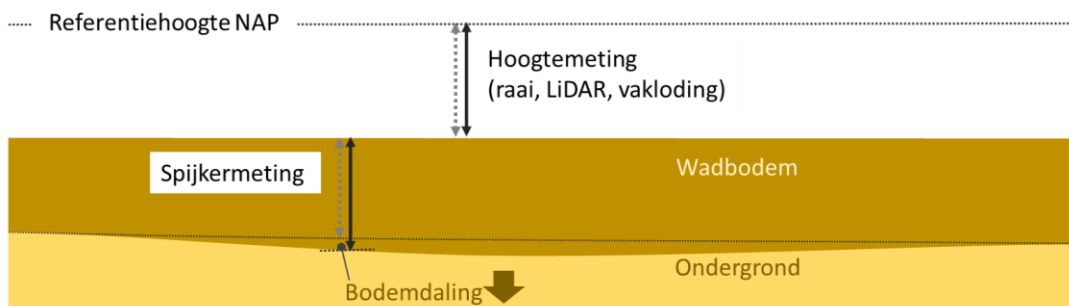 Referentiehoogte NAP
Hoogtemeting
(raai, LiDAR, vakloding)
Spijkermeting
Wadbodem
Ondergrond
Bodemdaling